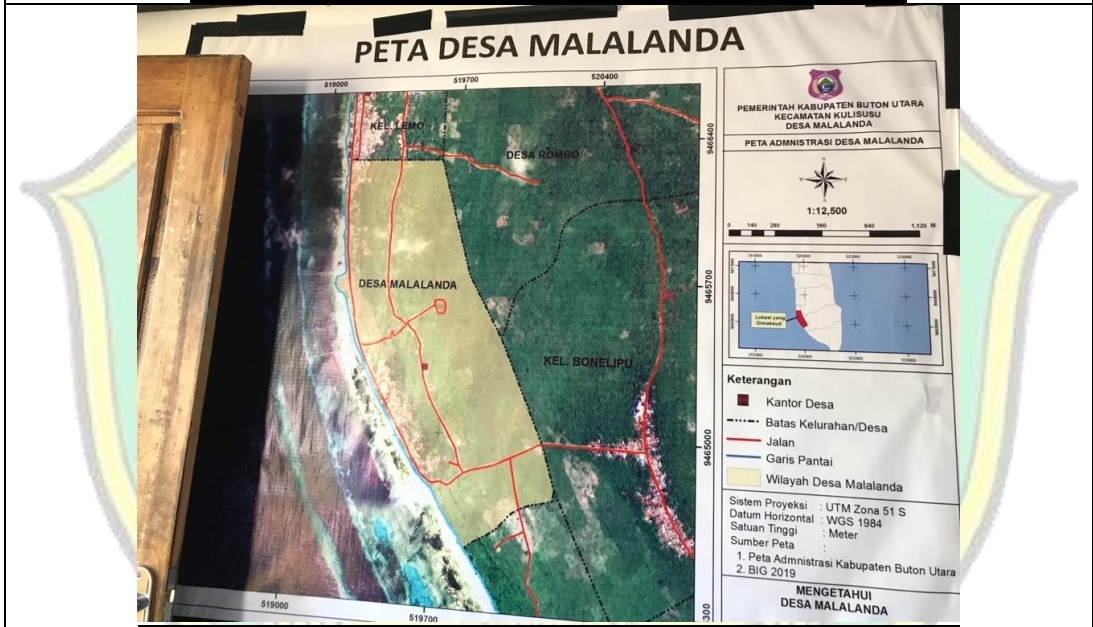 PETA DESA MALALANDA
519000
519700
520400
KEL. LEMO
DESA ROMBO
DESA MALALANDA
KEL. BONELIPU
9466400
9465700
9465000
300
519000
519700
PEMERINTAH KABUPATEN BUTON UTARA
KECAMATAN KULISUSU
DESA MALALANDA
PETA ADMNISTRASI DESA MALALANDA
N
1:12,500
0 140 280 560 840 1,120 M
Lokasi yang
Dimaksud
Keterangan
Kantor Desa
Batas Kelurahan/Desa
Jalan
Garis Pantai
Wilayah Desa Malalanda
Sistem Proyeksi : UTM Zona 51 S
Datum Horizontal : WGS 1984
Satuan Tinggi : Meter
Sumber Peta :
1. Peta Admnistrasi Kabupaten Buton Utara
2. BIG 2019
MENGETAHUI
DESA MALALANDA